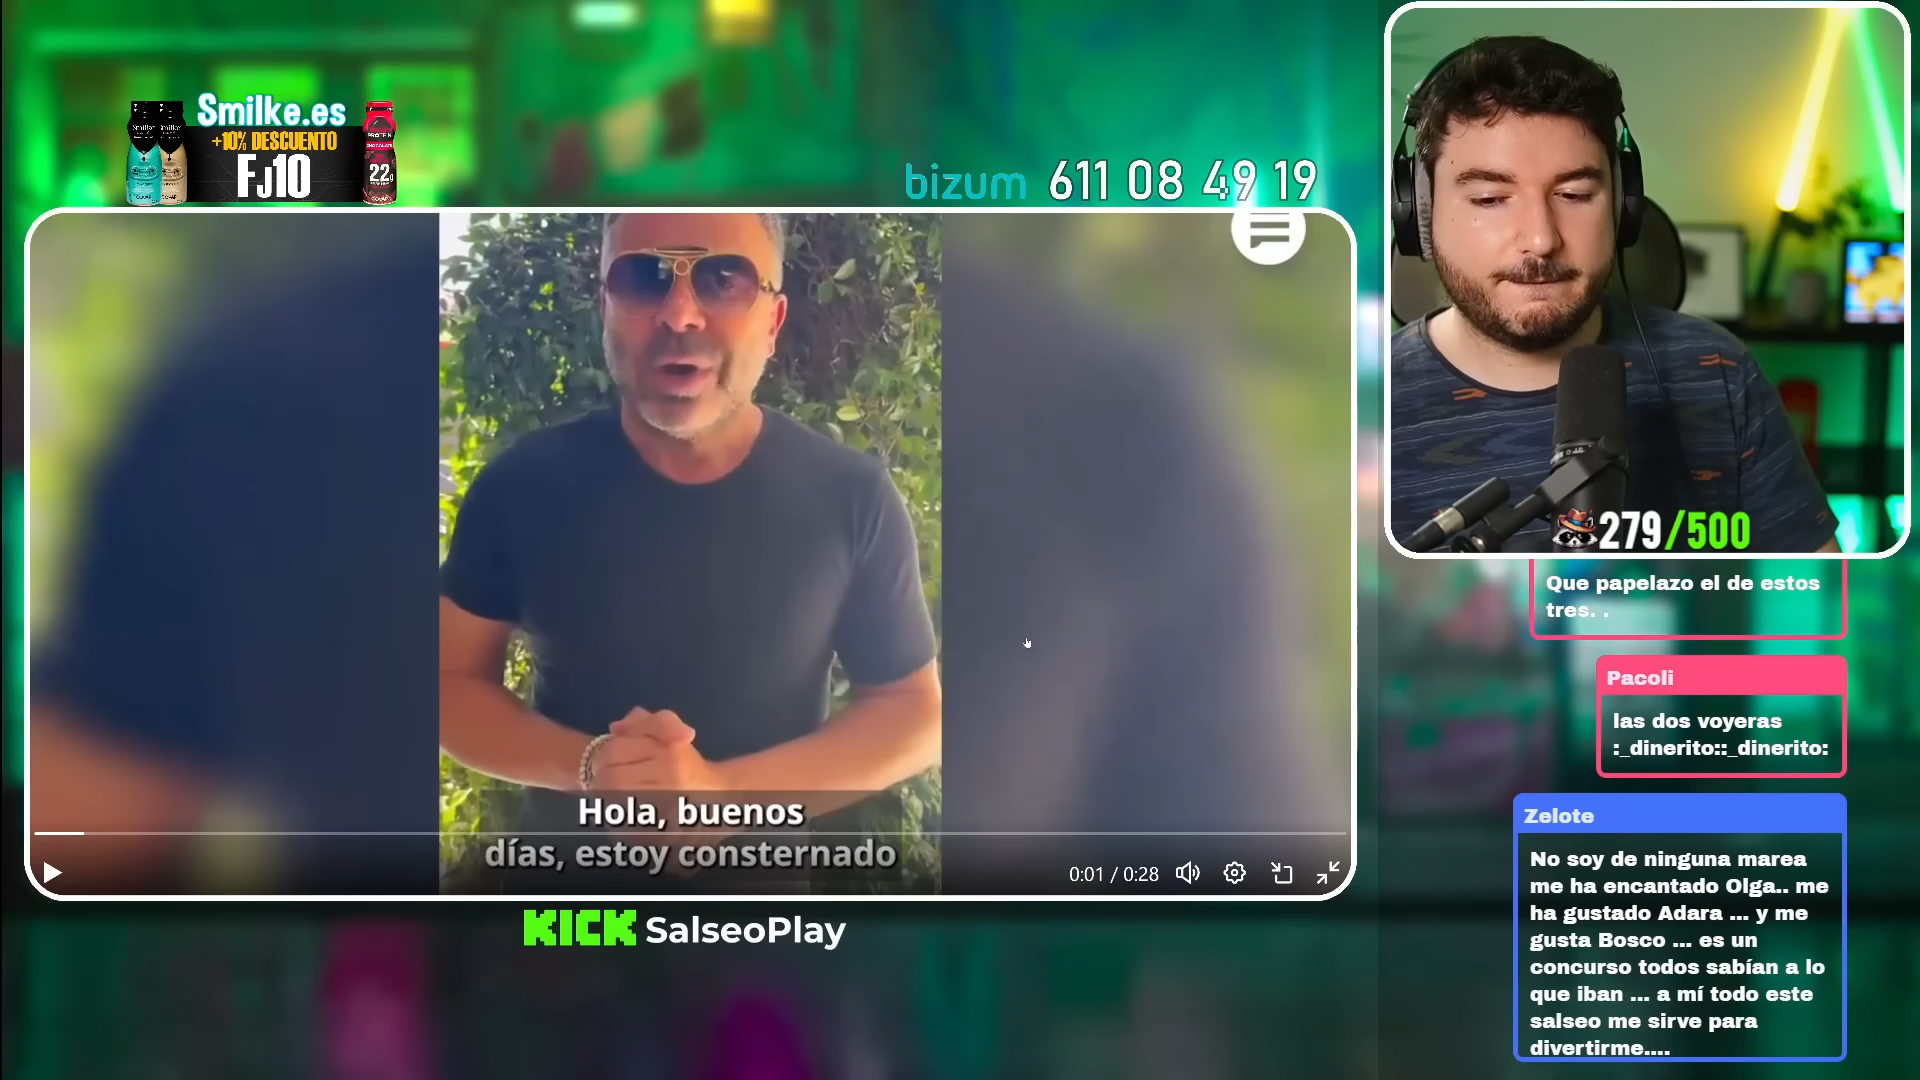 Smilke.es
+10% DESCUENTO
FJ10
PROTEIN
CHOCOLATE
22g
bizum 611 08 49 19
Hola, buenos
días, estoy consternado
0:01 / 0:28
KICK SalseoPlay
279/500
Que papelazo el de estos
tres. .
Pacoli
las dos voyeras
:_dinerito::_dinerito:
Zelote
No soy de ninguna marea
me ha encantado Olga.. me
ha gustado Adara ... y me
gusta Bosco ... es un
concurso todos sabían a lo
que iban ... a mí todo este
salseo me sirve para
divertirme....